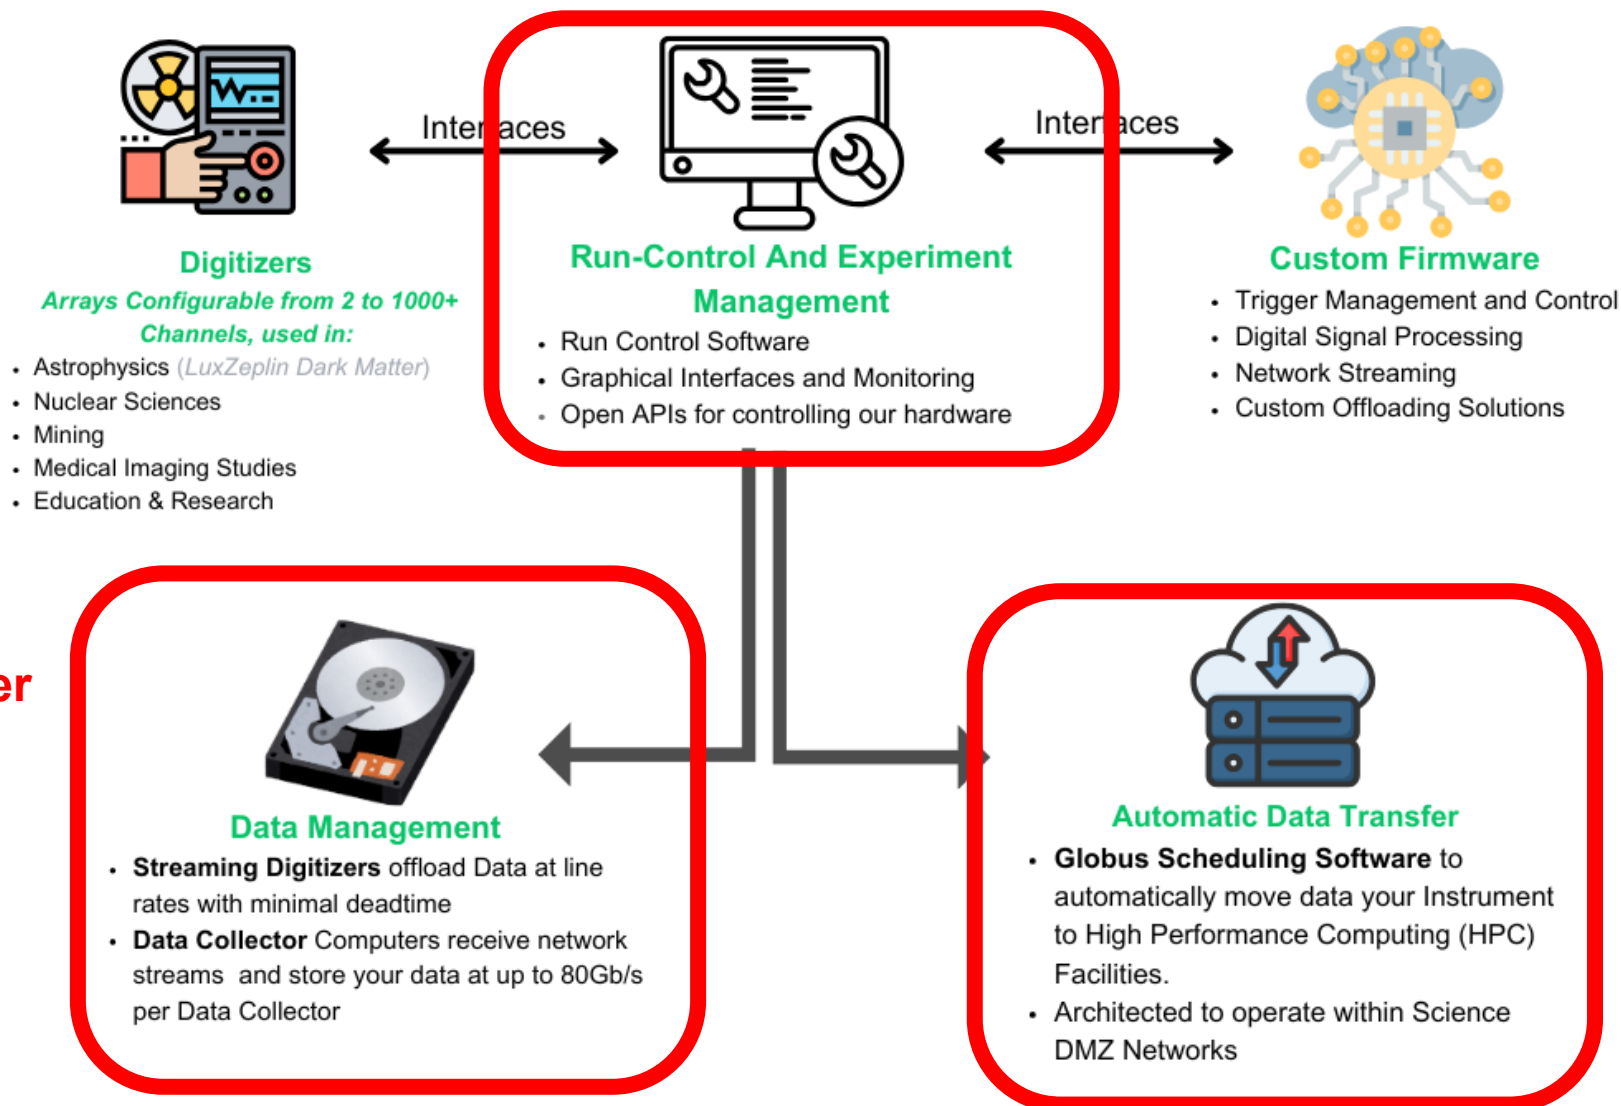 Interfaces
Interfaces
Digitizers
Arrays Configurable from 2 to 1000+
Channels, used in:
• Astrophysics (LuxZeplin Dark Matter)
• Nuclear Sciences
• Mining
• Medical Imaging Studies
• Education & Research
Run-Control And Experiment
Management
• Run Control Software
• Graphical Interfaces and Monitoring
• Open APIs for controlling our hardware
Custom Firmware
• Trigger Management and Control
• Digital Signal Processing
• Network Streaming
• Custom Offloading Solutions
er
Data Management
• Streaming Digitizers offload Data at line
rates with minimal deadtime
• Data Collector Computers receive network
streams and store your data at up to 80Gb/s
per Data Collector
Automatic Data Transfer
• Globus Scheduling Software to
automatically move data your Instrument
to High Performance Computing (HPC)
Facilities.
• Architected to operate within Science
DMZ Networks